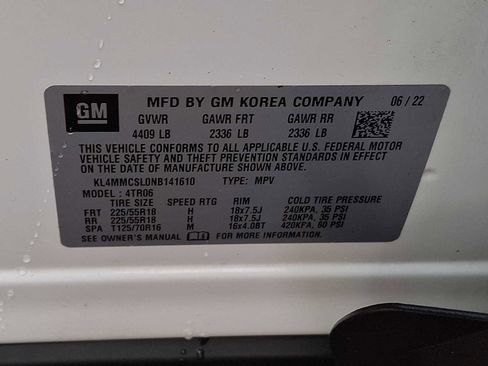 GM MFD BY GM KOREA COMPANY 06/22
GVWR GAWR FRT GAWR RR
4409 LB 2336 LB 2336 LB
THIS VEHICLE CONFORMS TO ALL APPLICABLE U.S. FEDERAL MOTOR
VEHICLE SAFETY AND THEFT PREVENTION STANDARDS IN EFFECT
ON THE DATE OF MANUFACTURE SHOWN ABOVE.
KL4MMCSL0NB141610 TYPE: MPV
MODEL: 4TR06
TIRE SIZE SPEED RTG RIM COLD TIRE PRESSURE
FRT 225/55R18 H 18x7.5J 240KPA, 35 PSI
RR 225/55R18 H 18x7.5J 240KPA, 35 PSI
SPA T125/70R16 M 16x4.0BT 420KPA, 60 PSI
SEE OWNER'S MANUAL FOR MORE INFORMATION.